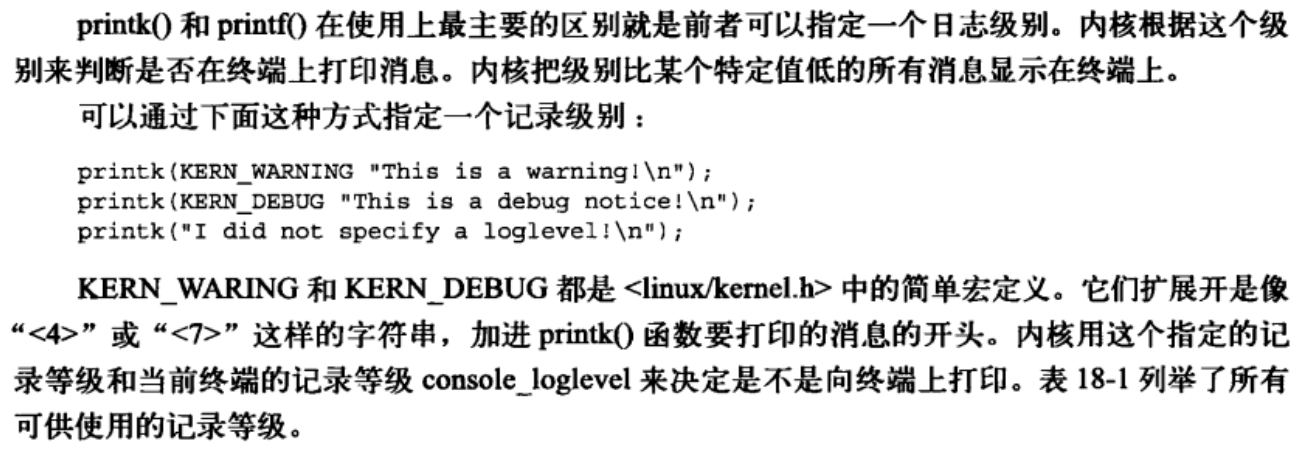 printk() 和 printf() 在使用上最主要的区别就是前者可以指定一个日志级别。内核根据这个级
别来判断是否在终端上打印消息。内核把级别比某个特定值低的所有消息显示在终端上。
可以通过下面这种方式指定一个记录级别：
printk(KERN_WARNING "This is a warning!\n");
printk(KERN_DEBUG "This is a debug notice!\n");
printk("I did not specify a loglevel!\n");
KERN_WARING 和 KERN_DEBUG 都是 <linux/kernel.h> 中的简单宏定义。它们扩展开是像
“<4>”或“<7>”这样的字符串，加进 printk() 函数要打印的消息的开头。内核用这个指定的记
录等级和当前终端的记录等级 console_loglevel 来决定是不是向终端上打印。表 18-1 列举了所有
可供使用的记录等级。